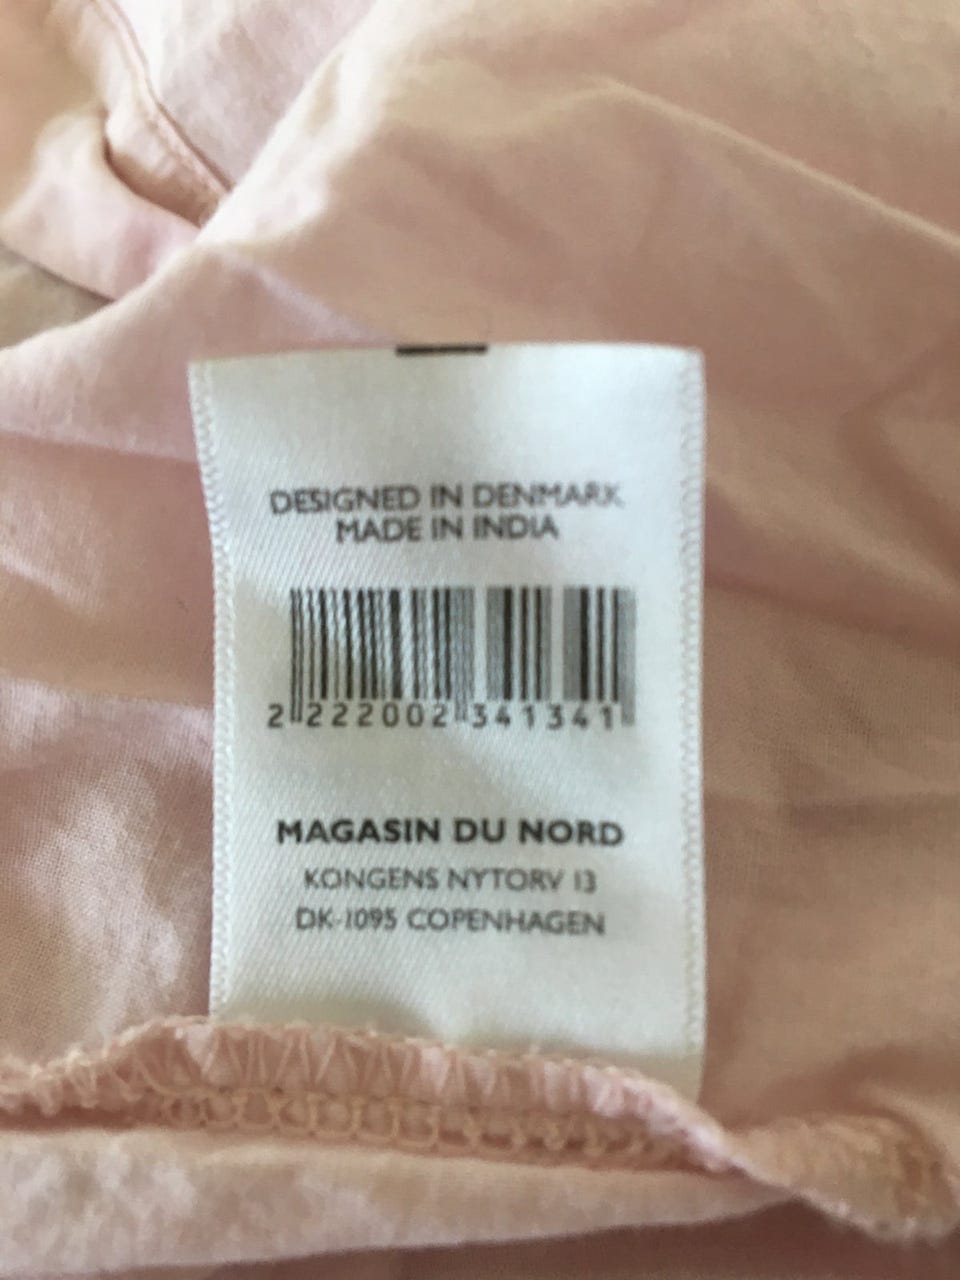 DESIGNED IN DENMARK
MADE IN INDIA
2 222002 341341
MAGASIN DU NORD
KONGENS NYTORV 13
DK-1095 COPENHAGEN